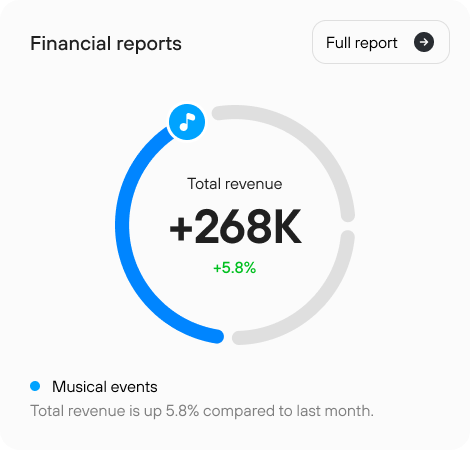 Financial reports
Full report
Total revenue
+268K
+5.8%
Musical events
Total revenue is up 5.8% compared to last month.